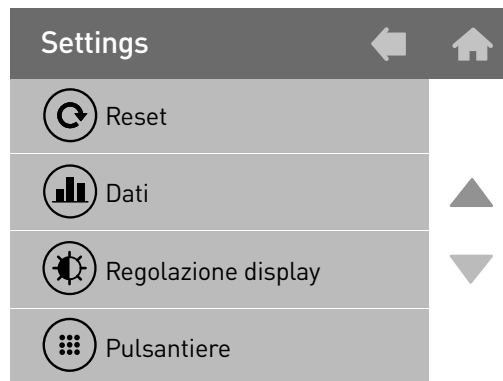 Settings
Reset
Dati
Regolazione display
Pulsantiere